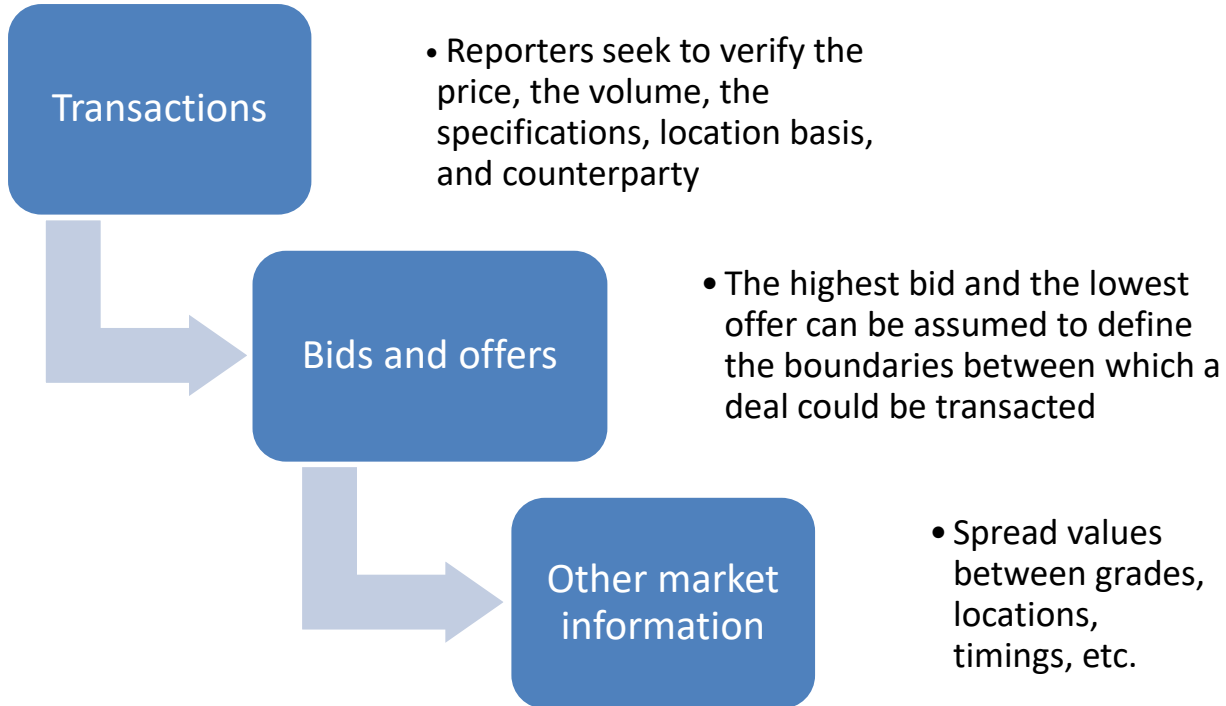 Transactions
• Reporters seek to verify the
price, the volume, the
specifications, location basis,
and counterparty
Bids and offers
• The highest bid and the lowest
offer can be assumed to define
the boundaries between which a
deal could be transacted
Other market
information
• Spread values
between grades,
locations,
timings, etc.